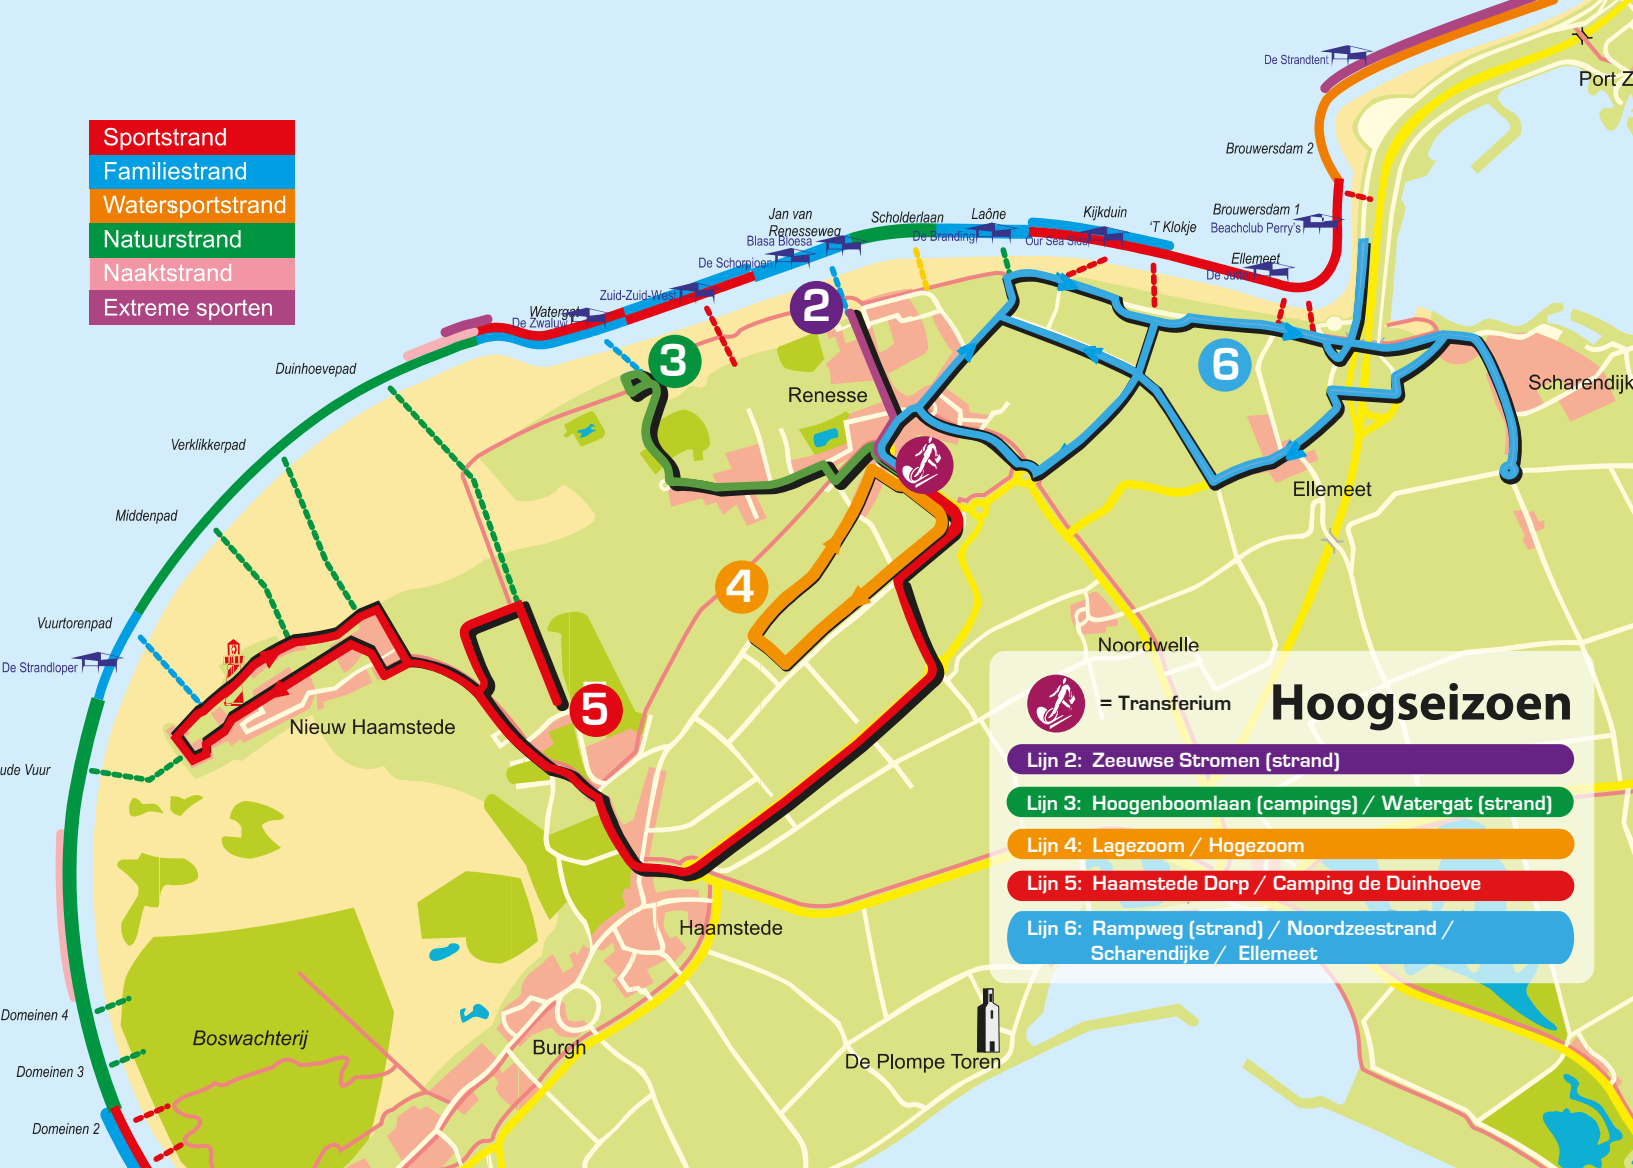 Sportstrand
Familiestrand
Watersportstrand
Natuurstrand
Naaktstrand
Extreme sporten
De Strandtent
Port Z
Brouwersdam 2
Brouwersdam 1
Beachclub Perry's
Ellemeet
Jan van
Renesseweg
Blasa Bloesa
De Schorpioen
Scholderlaan
Laône
De Branding
Kijkduin
Our Sea Side
'T Klokje
Zuid-Zuid-West
Watergat
De Zwaluw
Duinhoevepad
Verklikkerpad
Middenpad
Vuurtorenpad
De Strandloper
ude Vuur
Domeinen 4
Domeinen 3
Domeinen 2
2
3
4
5
6
Renesse
Scharendijk
Ellemeet
Noordwelle
Nieuw Haamstede
Haamstede
Burgh
Boswachterij
De Plompe Toren
= Transferium
Hoogseizoen
Lijn 2: Zeeuwse Stromen (strand)
Lijn 3: Hoogenboomlaan (campings) / Watergat (strand)
Lijn 4: Lagezoom / Hogezoom
Lijn 5: Haamstede Dorp / Camping de Duinhoeve
Lijn 6: Rampweg (strand) / Noordzeestrand /
Scharendijke / Ellemeet